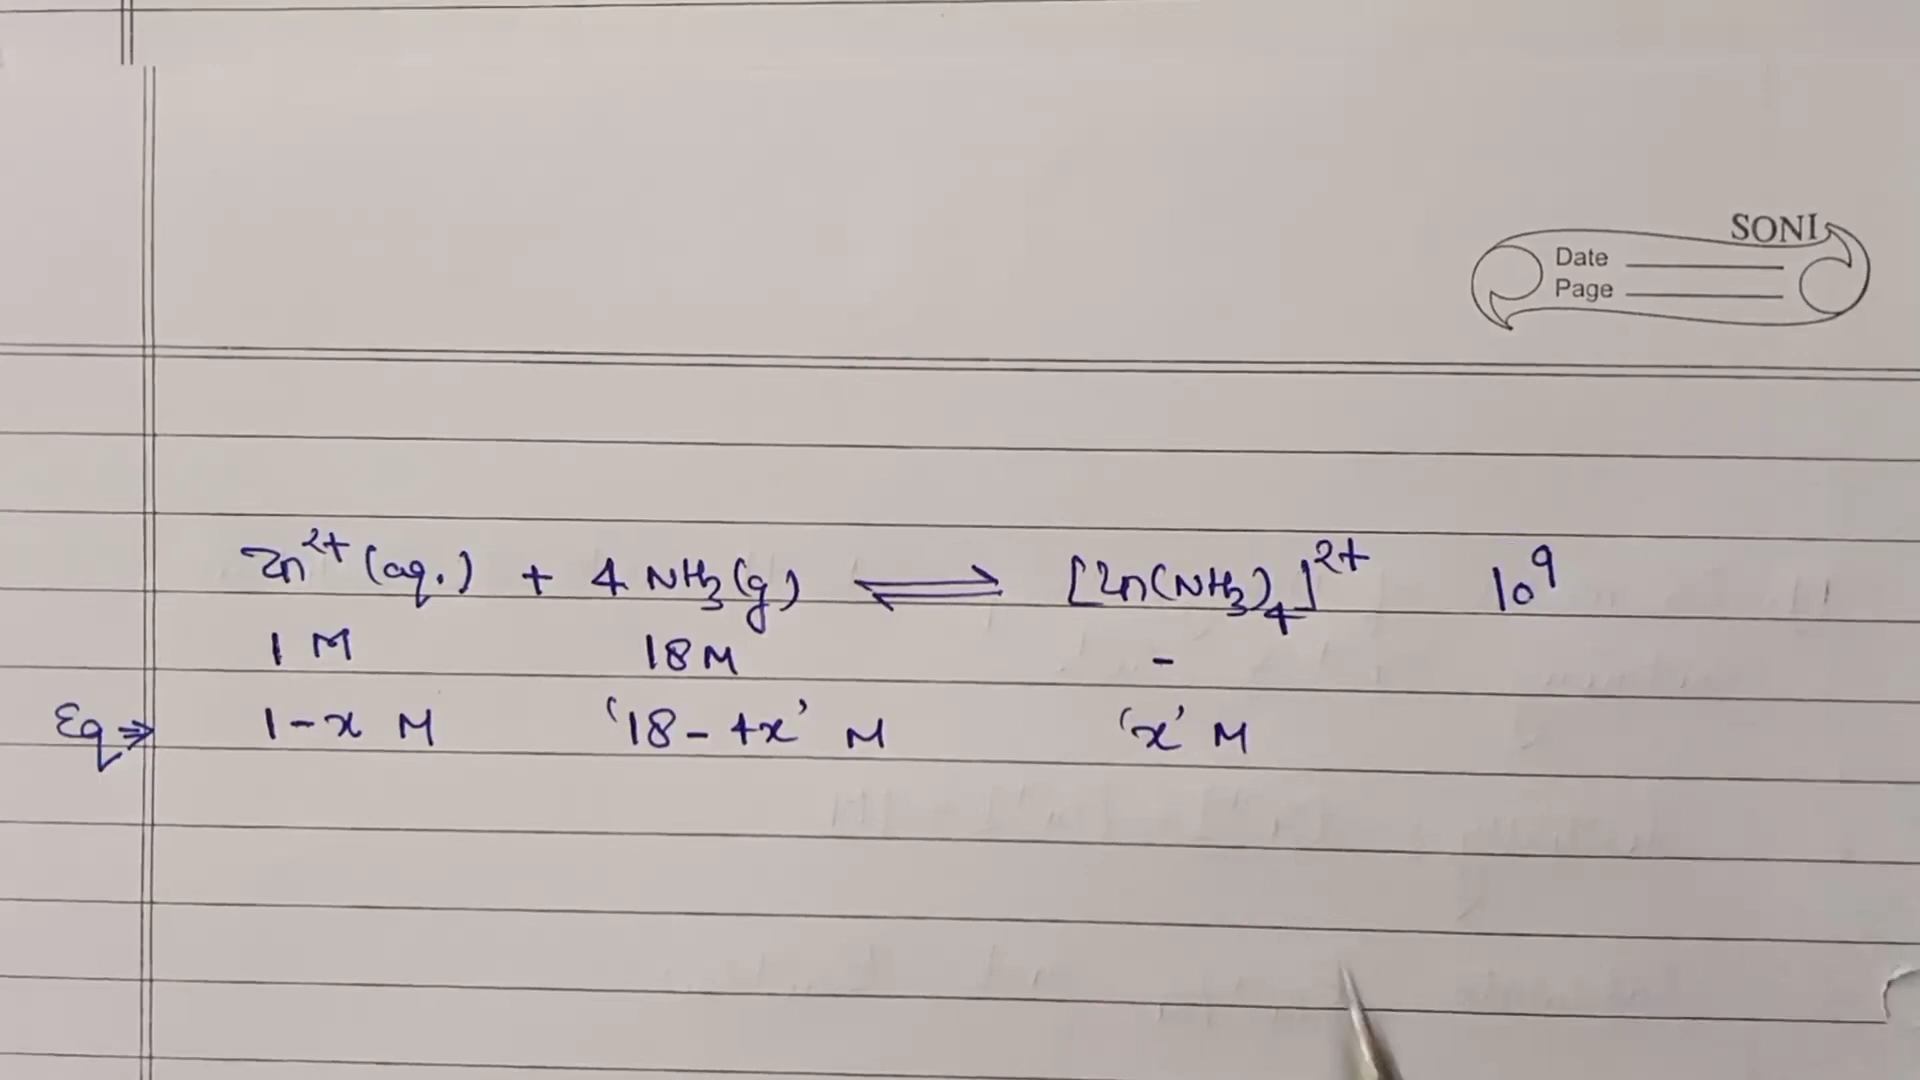 SONI
Date
Page
Zn²⁺ (aq.) + 4 NH₃ (g) ⇌ [Zn(NH₃)₄]²⁺ 10⁹
1 M 18 M -
Eq ⇒ 1-x M '18-4x' M 'x' M